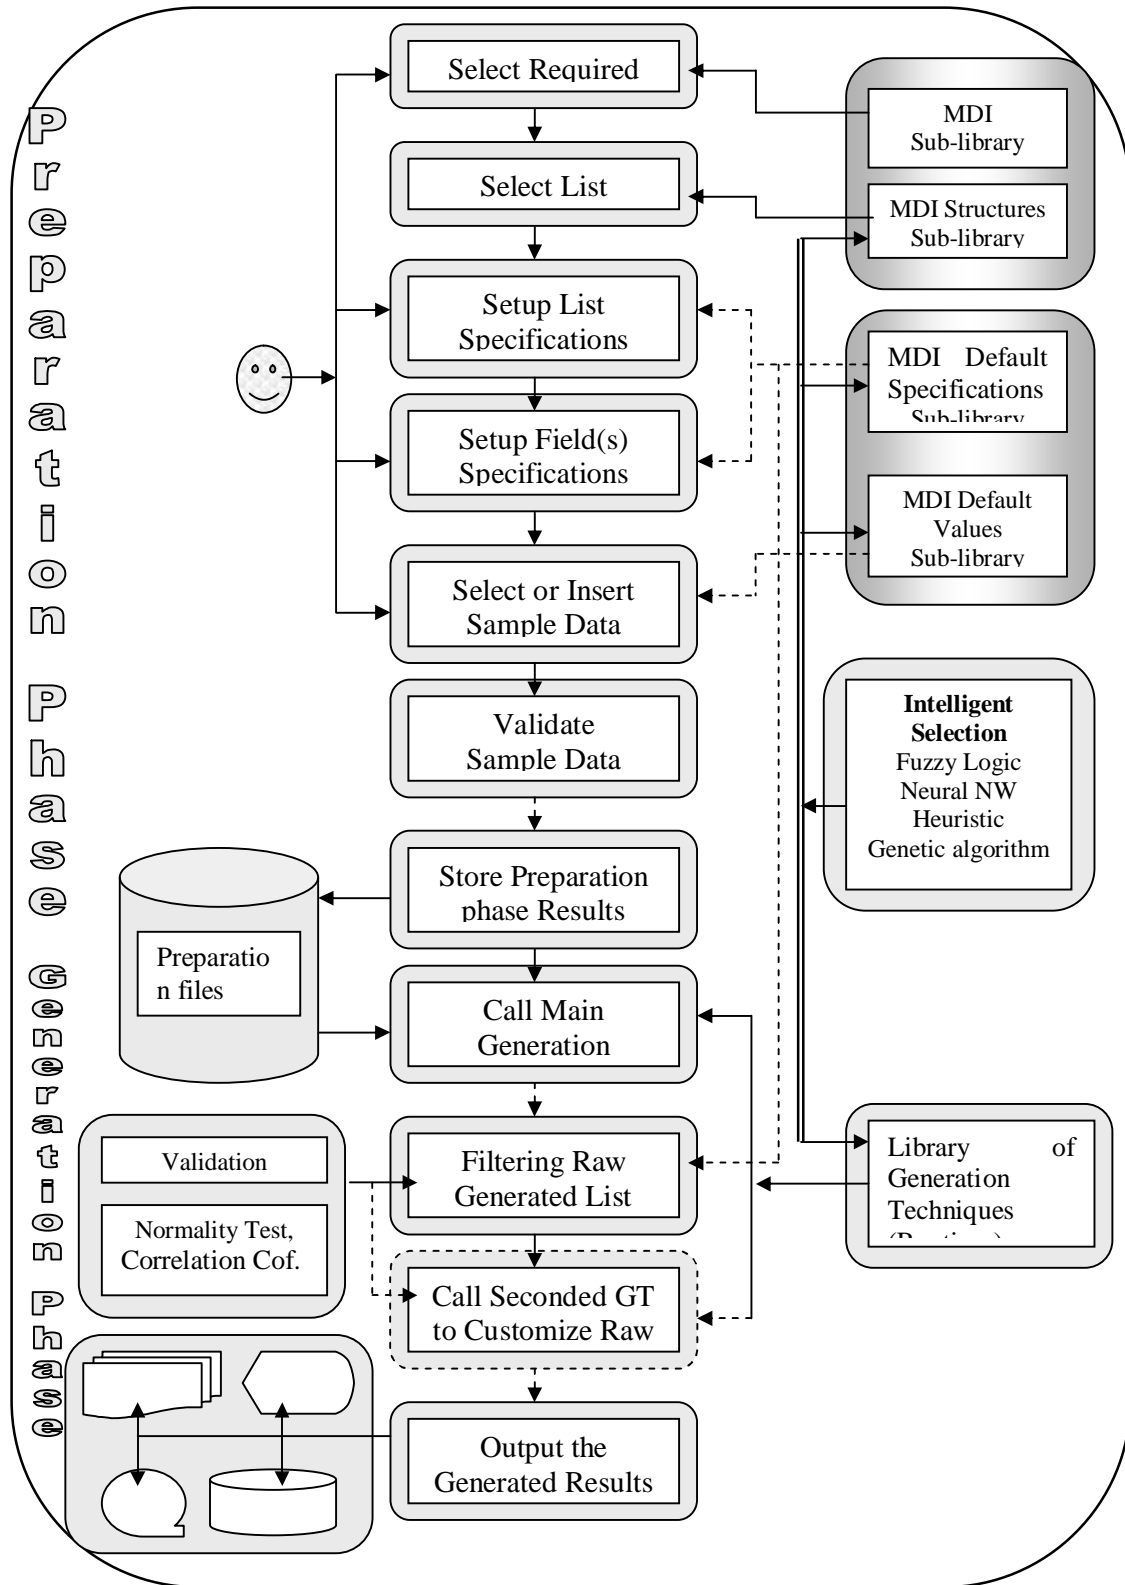 Preparation Phase
Generation Phase
Select Required
Select List
Setup List
Specifications
Setup Field(s)
Specifications
Select or Insert
Sample Data
Validate
Sample Data
Store Preparation
phase Results
Call Main
Generation
Filtering Raw
Generated List
Call Seconded GT
to Customize Raw
Output the
Generated Results
MDI
Sub-library
MDI Structures
Sub-library
MDI Default
Specifications
Sub-library
MDI Default
Values
Sub-library
Intelligent
Selection
Fuzzy Logic
Neural NW
Heuristic
Genetic algorithm
Library of
Generation
Techniques
Preparatio
n files
Validation
Normality Test,
Correlation Cof.